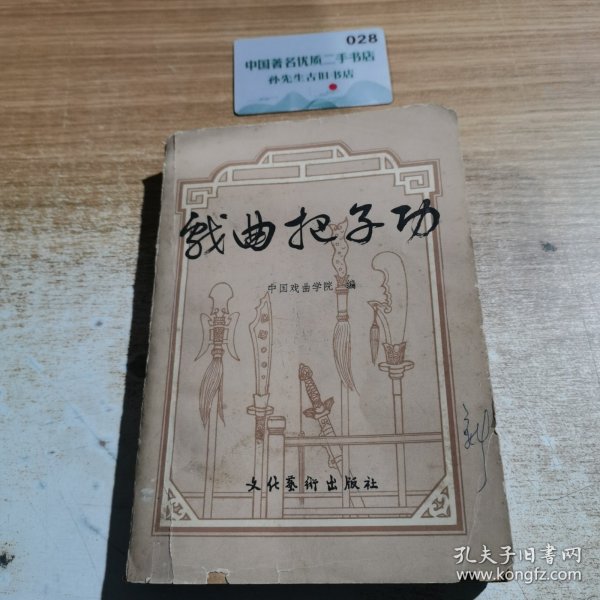 028
中国著名优质二手书店
孙先生古旧书店
戏曲把子功
中国戏曲学院 编
文化藝術出版社
孔夫子旧书网
www.kongfz.com